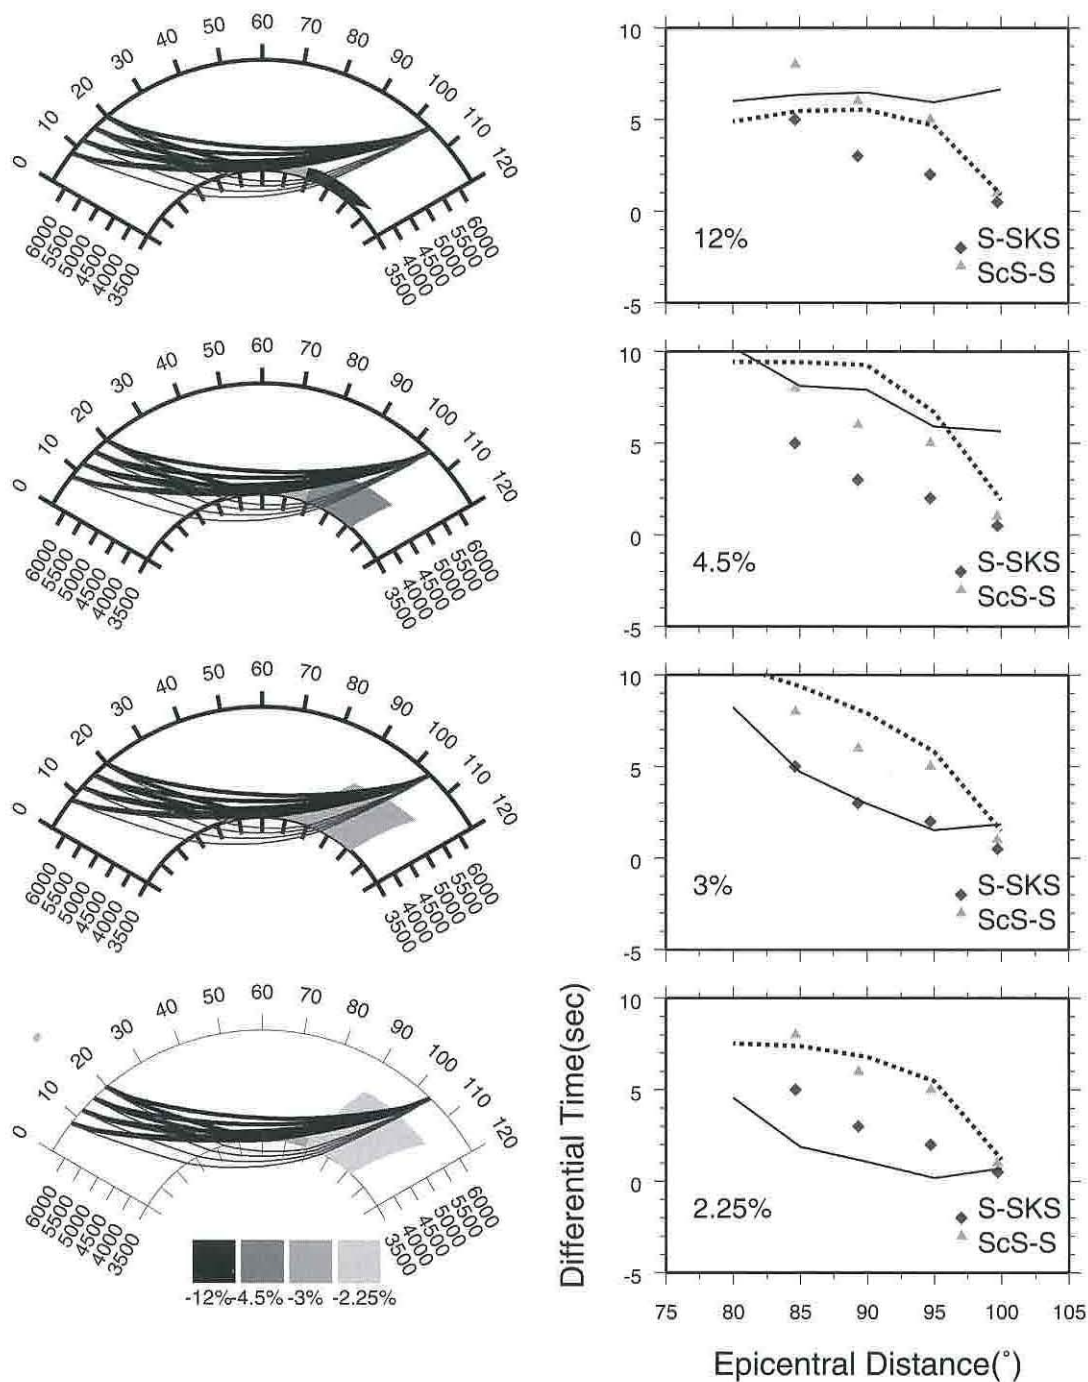 0 10 20 30 40 50 60 70 80 90 100 110 120
6000 5500 5000 4500 4000 3500
3500 4000 4500 5000 5500 6000
10
5
0
-5
12%
S-SKS
ScS-S
0 10 20 30 40 50 60 70 80 90 100 110 120
6000 5500 5000 4500 4000 3500
3500 4000 4500 5000 5500 6000
10
5
0
-5
4.5%
S-SKS
ScS-S
0 10 20 30 40 50 60 70 80 90 100 110 120
6000 5500 5000 4500 4000 3500
3500 4000 4500 5000 5500 6000
10
5
0
-5
3%
S-SKS
ScS-S
0 10 20 30 40 50 60 70 80 90 100 110 120
6000 5500 5000 4500 4000 3500
3500 4000 4500 5000 5500 6000
-12% -4.5% -3% -2.25%
Differential Time(sec)
10
5
0
-5
2.25%
S-SKS
ScS-S
75 80 85 90 95 100 105
Epicentral Distance(°)